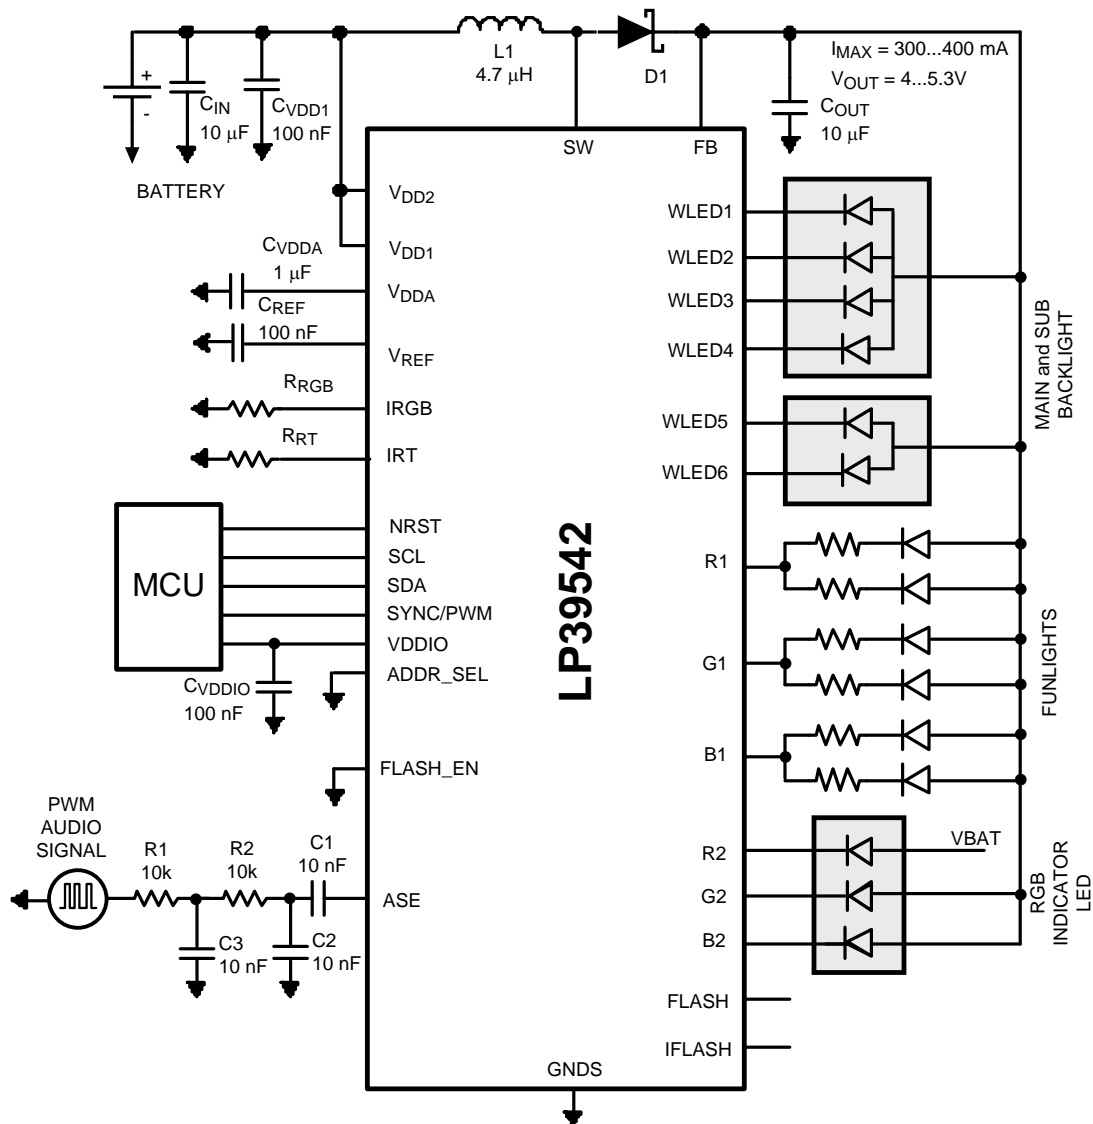 L1
4.7 μH
D1
IMAX = 300...400 mA
VOUT = 4...5.3V
+
-
CIN
10 μF
CVDD1
100 nF
COUT
10 μF
BATTERY
SW
FB
VDD2
VDD1
CVDDA
1 μF
VDDA
CREF
100 nF
VREF
RRGB
IRGB
RRT
IRT
WLED1
WLED2
WLED3
WLED4
MAIN and SUB
BACKLIGHT
WLED5
WLED6
MCU
NRST
SCL
SDA
SYNC/PWM
VDDIO
ADDR_SEL
CVDDIO
100 nF
LP39542
R1
G1
B1
FUNLIGHTS
FLASH_EN
PWM
AUDIO
SIGNAL
R1
10k
R2
10k
C1
10 nF
ASE
C3
10 nF
C2
10 nF
R2
G2
B2
VBAT
RGB
INDICATOR
LED
FLASH
IFLASH
GNDS